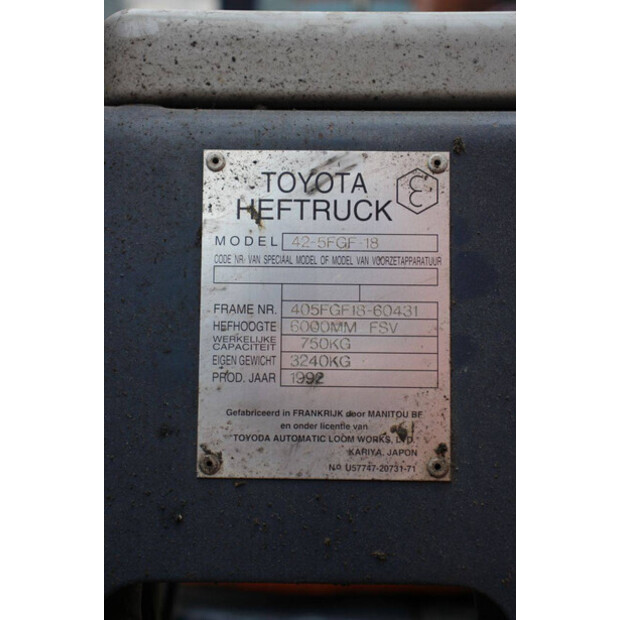 TOYOTA
HEFTRUCK
MODEL 42-5FGF-18
CODE NR. VAN SPECIAAL MODEL OF MODEL VAN VOORZETAPPARATUUR
FRAME NR. 405FGF18-60431
HEFHOOGTE 6000MM FSV
WERKELIJKE CAPACITEIT 750KG
EIGEN GEWICHT 3240KG
PROD. JAAR 1992
Gefabriceerd in FRANKRIJK door MANITOU BF
en onder licentie van
TOYODA AUTOMATIC LOOM WORKS, LTD.
KARIYA, JAPON
No U57747-20731-71